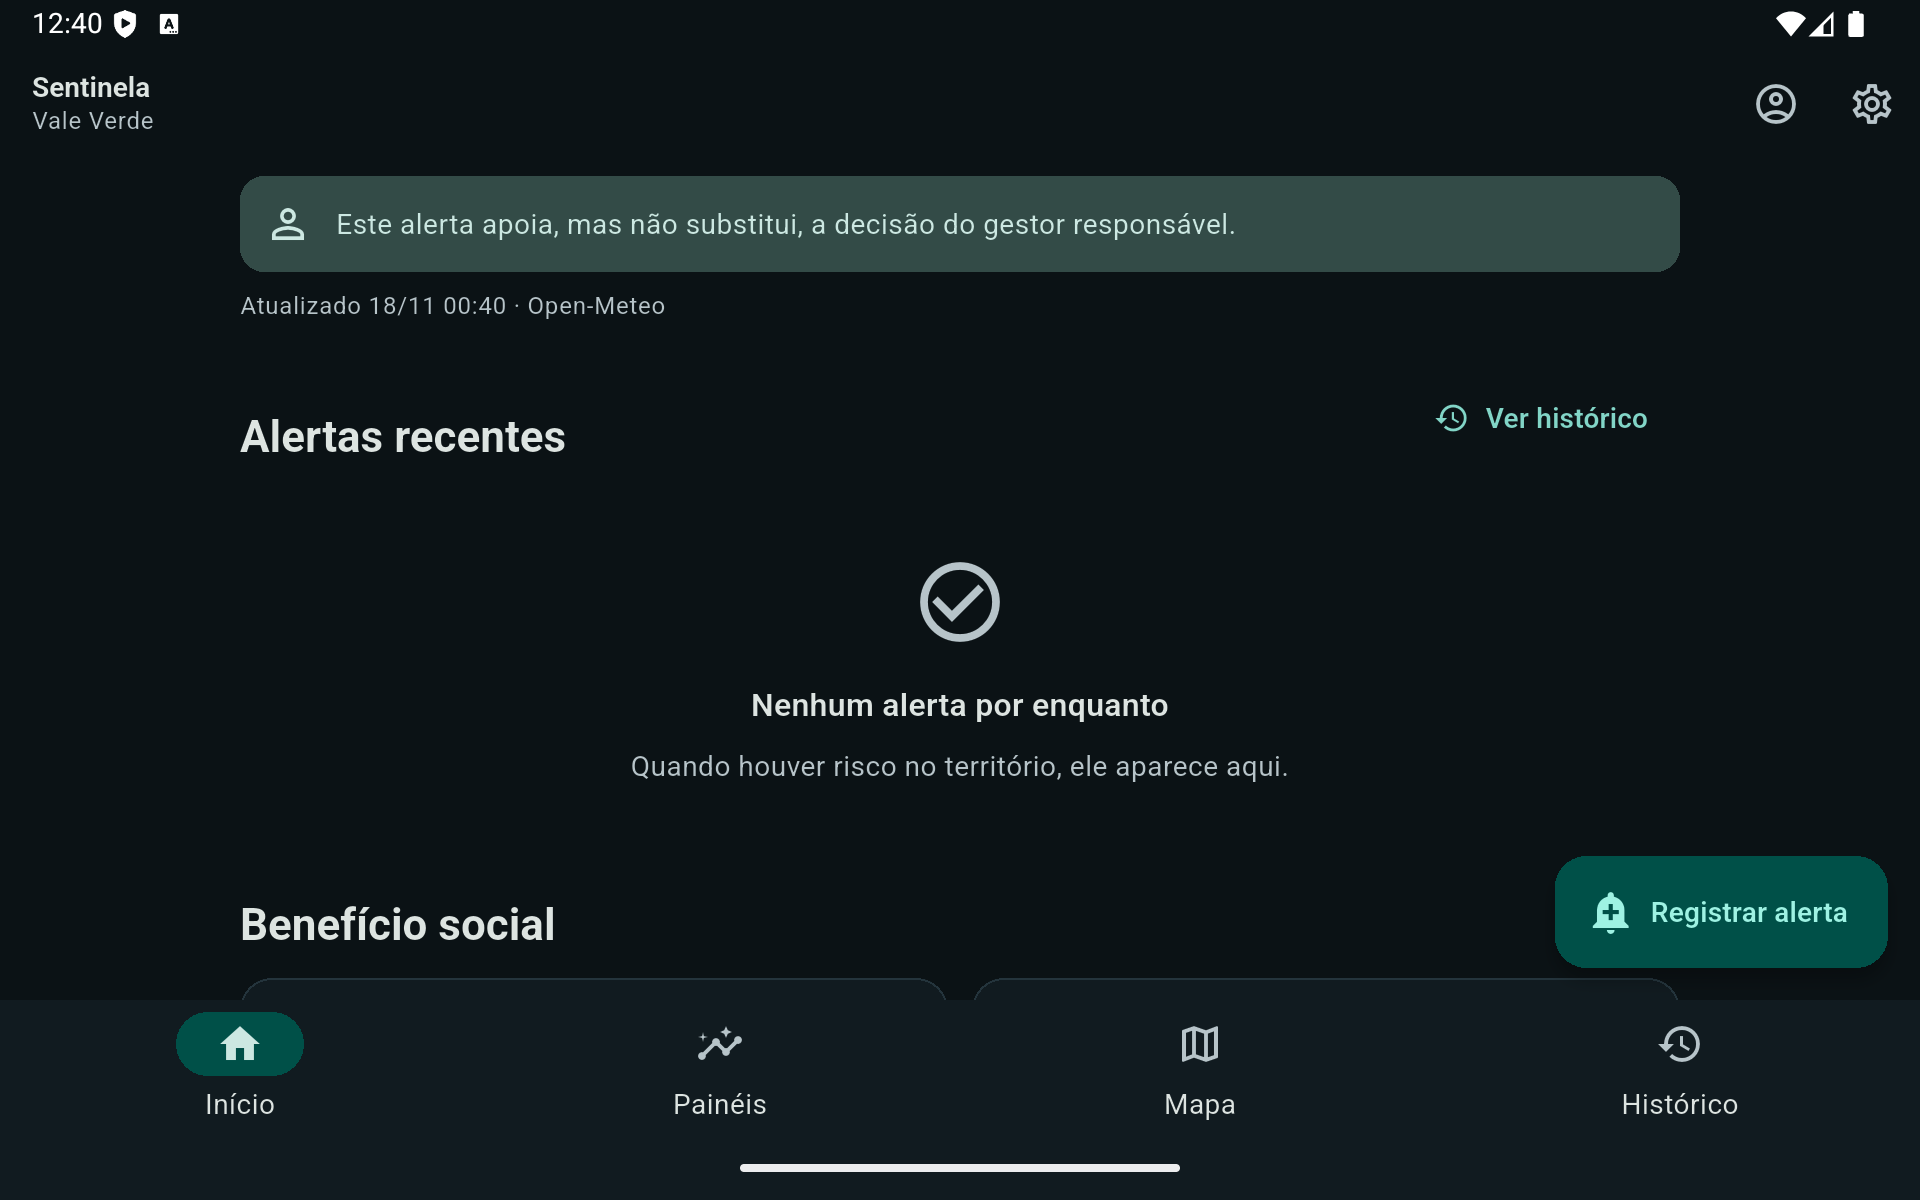 12:40
Sentinela
Vale Verde
Este alerta apoia, mas não substitui, a decisão do gestor responsável.
Atualizado 18/11 00:40 · Open-Meteo
Alertas recentes
Ver histórico
Nenhum alerta por enquanto
Quando houver risco no território, ele aparece aqui.
Benefício social
Registrar alerta
Início
Painéis
Mapa
Histórico